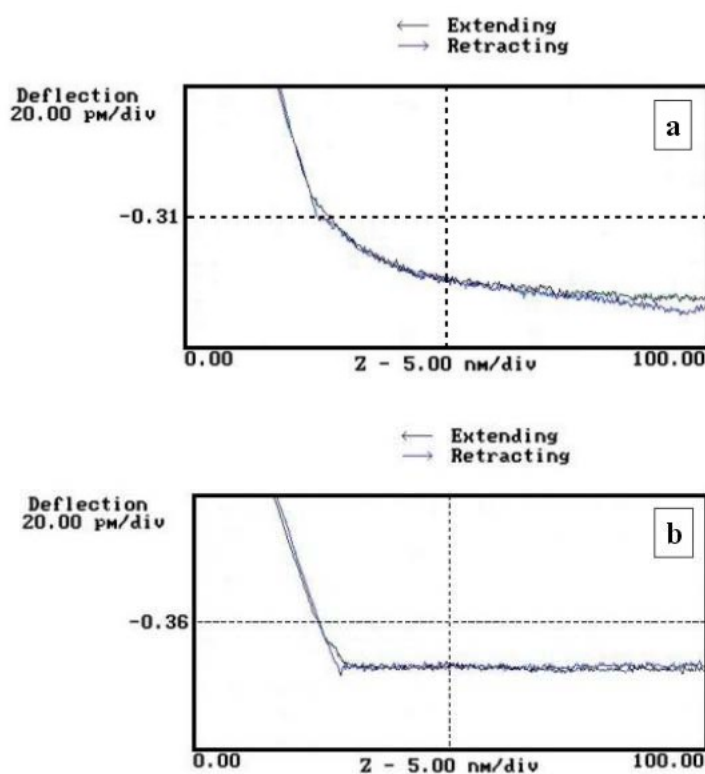 ← Extending
→ Retracting
Deflection
20.00 pm/div
a
-0.31
0.00 Z - 5.00 nm/div 100.00
← Extending
→ Retracting
Deflection
20.00 pm/div
b
-0.36
0.00 Z - 5.00 nm/div 100.00